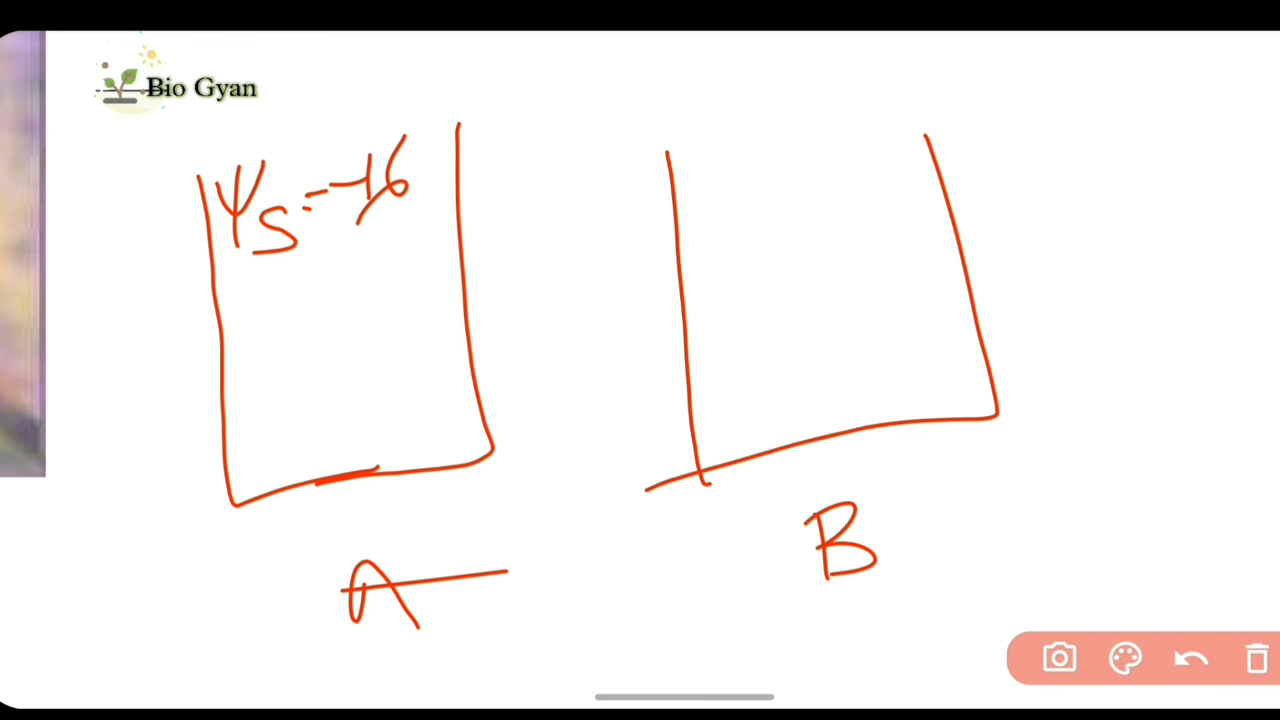 Bio Gyan
ψs = -16
A
B